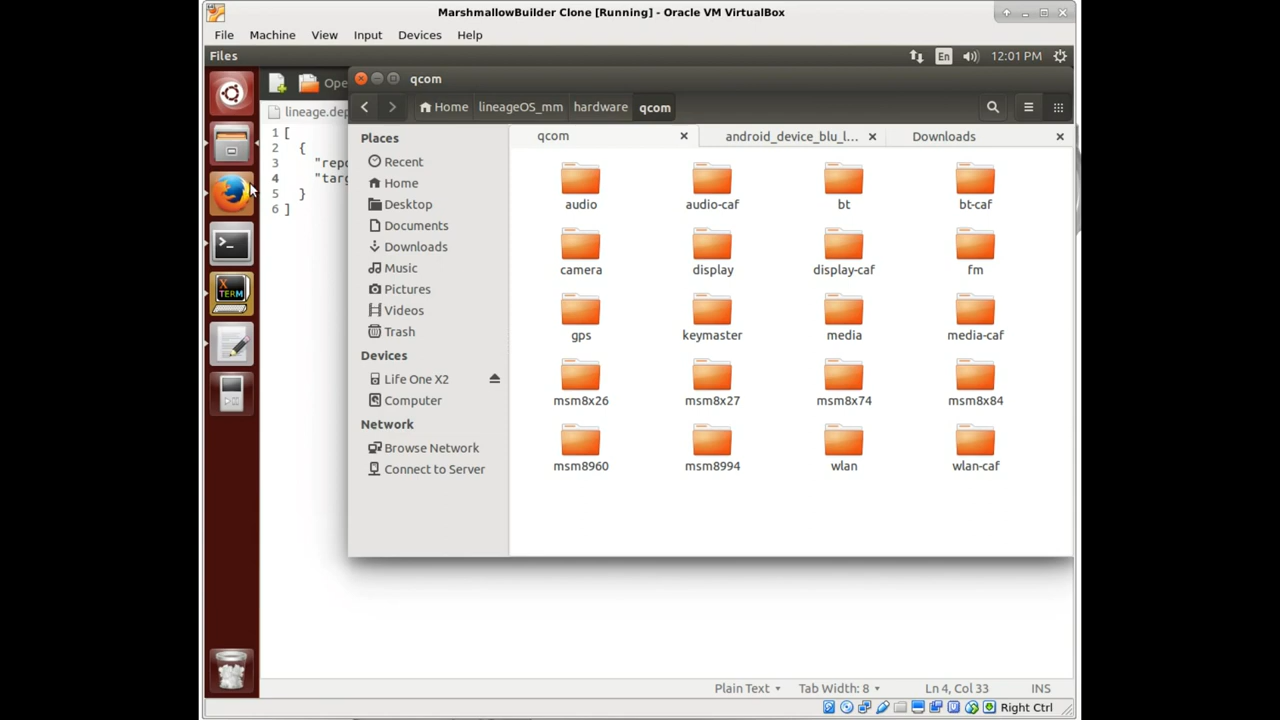 MarshmallowBuilder Clone [Running] - Oracle VM VirtualBox
File Machine View Input Devices Help
Files En 12:01 PM
Ope qcom
Home lineageOS_mm hardware qcom
lineage.dep
1 [
2 {
3 "repo
4 "targ
5 }
6 ]
Places
Recent
Home
Desktop
Documents
Downloads
Music
Pictures
Videos
Trash
Devices
Life One X2
Computer
Network
Browse Network
Connect to Server
qcom android_device_blu_l... Downloads
audio audio-caf bt bt-caf
camera display display-caf fm
gps keymaster media media-caf
msm8x26 msm8x27 msm8x74 msm8x84
msm8960 msm8994 wlan wlan-caf
X
TERM
Plain Text Tab Width: 8 Ln 4, Col 33 INS
Right Ctrl